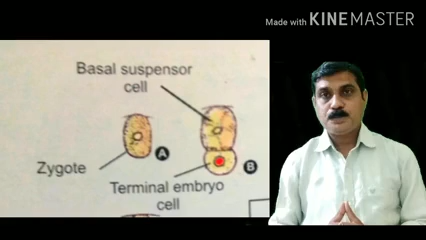 Made with KINEMASTER
Basal suspensor
cell
Zygote
A
B
Terminal embryo
cell